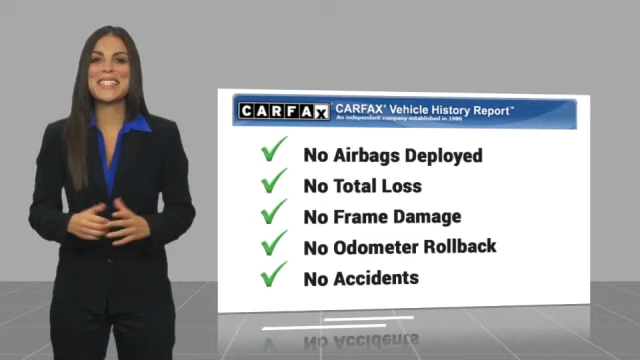 CARFAX CARFAX® Vehicle History Report™
An independent company established in 1986
No Airbags Deployed
No Total Loss
No Frame Damage
No Odometer Rollback
No Accidents